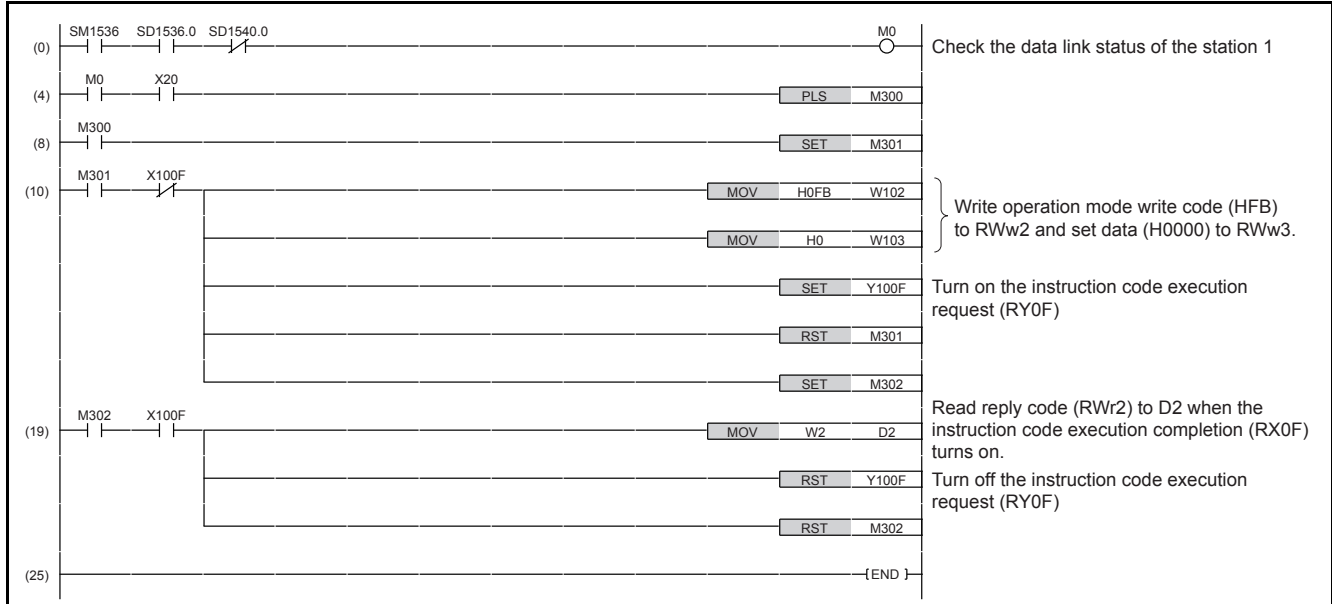 SM1536 SD1536.0 SD1540.0 M0
(0) Check the data link status of the station 1
M0 X20
(4) PLS M300
M300
(8) SET M301
M301 X100F
(10) MOV H0FB W102
Write operation mode write code (HFB)
to RWw2 and set data (H0000) to RWw3.
MOV H0 W103
SET Y100F Turn on the instruction code execution
request (RY0F)
RST M301
SET M302
M302 X100F
(19) MOV W2 D2
Read reply code (RWr2) to D2 when the
instruction code execution completion (RX0F)
turns on.
RST Y100F Turn off the instruction code execution
request (RY0F)
RST M302
(25) END